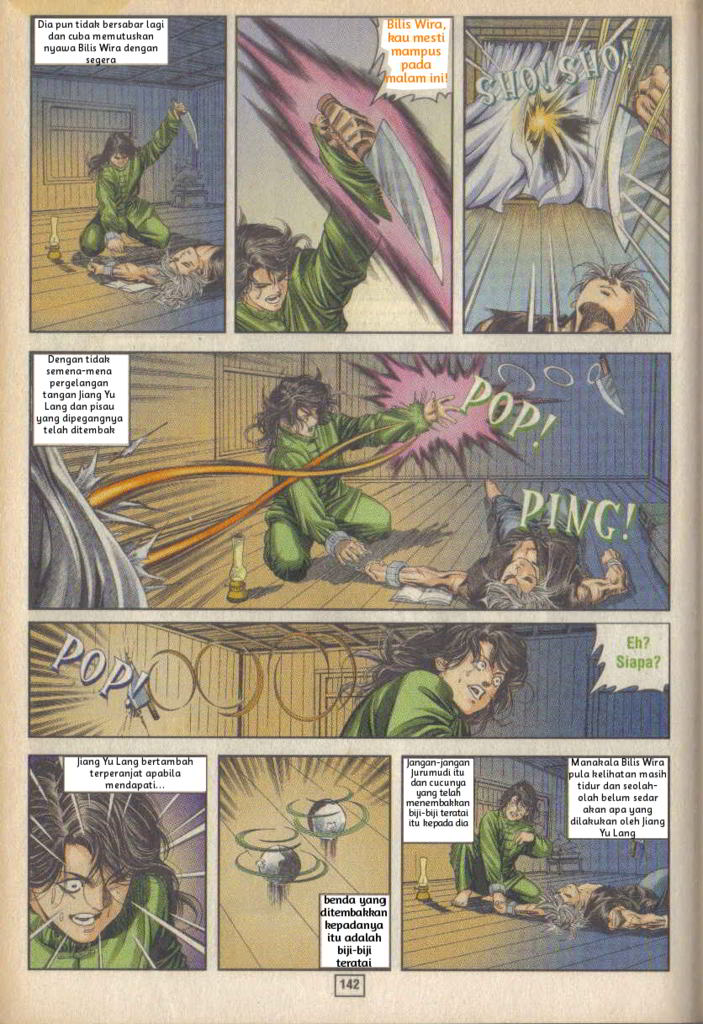 Dia pun tidak bersabar lagi
dan cuba memutuskan
nyawa Bilis Wira dengan
segera
Bilis Wira,
kau mesti
mampus
pada
malam ini!
SHO! SHO!
Dengan tidak
semena-mena
pergelangan
tangan Jiang Yu
Lang dan pisau
yang dipegangnya
telah ditembak
POP!
PING!
POP!
Eh?
Siapa?
Jiang Yu Lang bertambah
terperanjat apabila
mendapati...
benda yang
ditembakkan
kepadanya
itu adalah
biji-biji
teratai
Jangan-jangan
Jurumudi itu
dan cucunya
yang telah
menembakkan
biji-biji teratai
itu kepada dia
Manakala Bilis Wira
pula kelihatan masih
tidur dan seolah-
olah belum sedar
akan apa yang
dilakukan oleh Jiang
Yu Lang
142